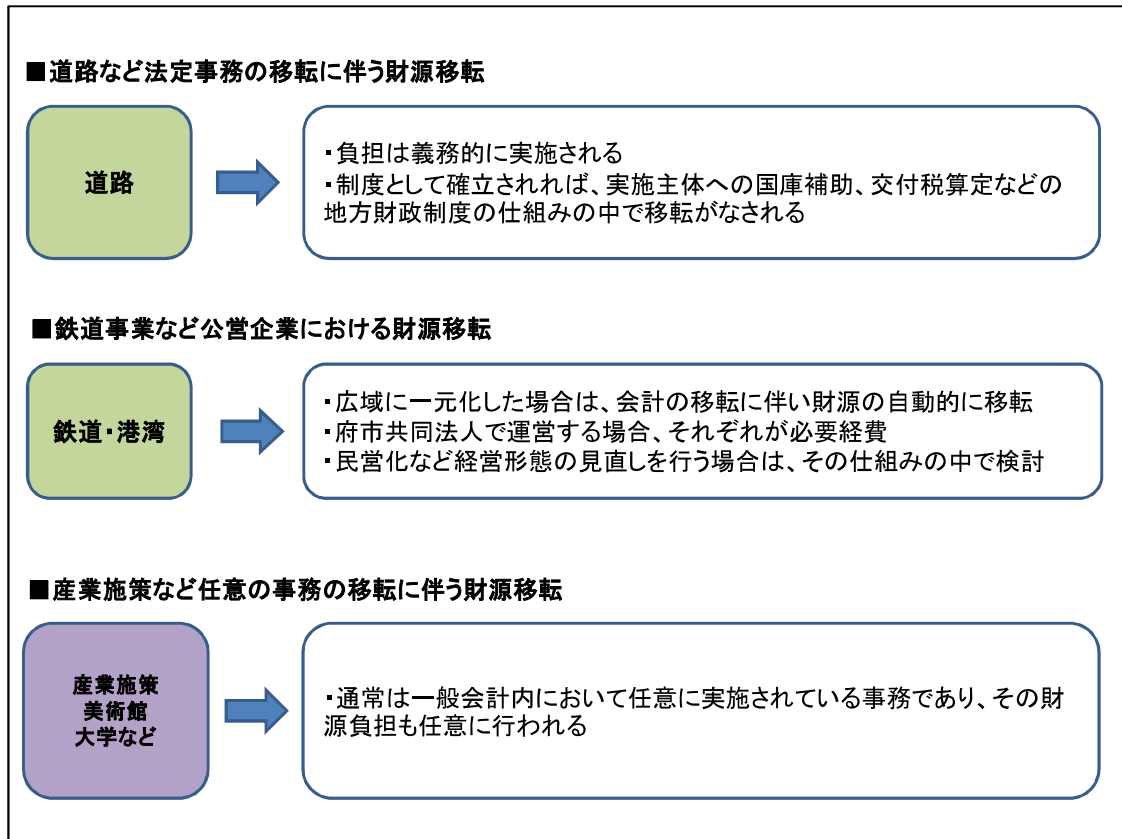 ■道路など法定事務の移転に伴う財源移転
道路
・負担は義務的に実施される
・制度として確立されれば、実施主体への国庫補助、交付税算定などの
地方財政制度の仕組みの中で移転がなされる
■鉄道事業など公営企業における財源移転
鉄道・港湾
・広域に一元化した場合は、会計の移転に伴い財源の自動的に移転
・府市共同法人で運営する場合、それぞれが必要経費
・民営化など経営形態の見直しを行う場合は、その仕組みの中で検討
■産業施策など任意の事務の移転に伴う財源移転
産業施策
美術館
大学など
・通常は一般会計内において任意に実施されている事務であり、その財
源負担も任意に行われる